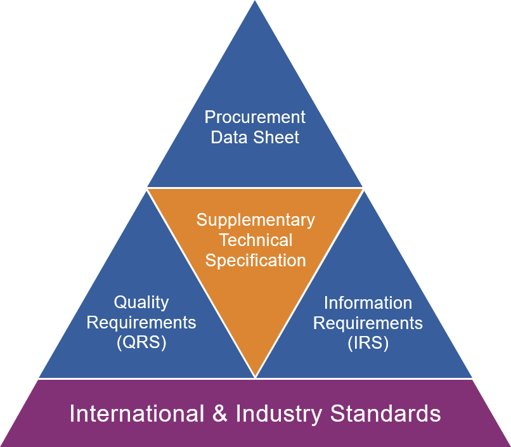 Procurement
Data Sheet
Supplementary
Technical
Specification
Quality
Requirements
(QRS)
Information
Requirements
(IRS)
International & Industry Standards